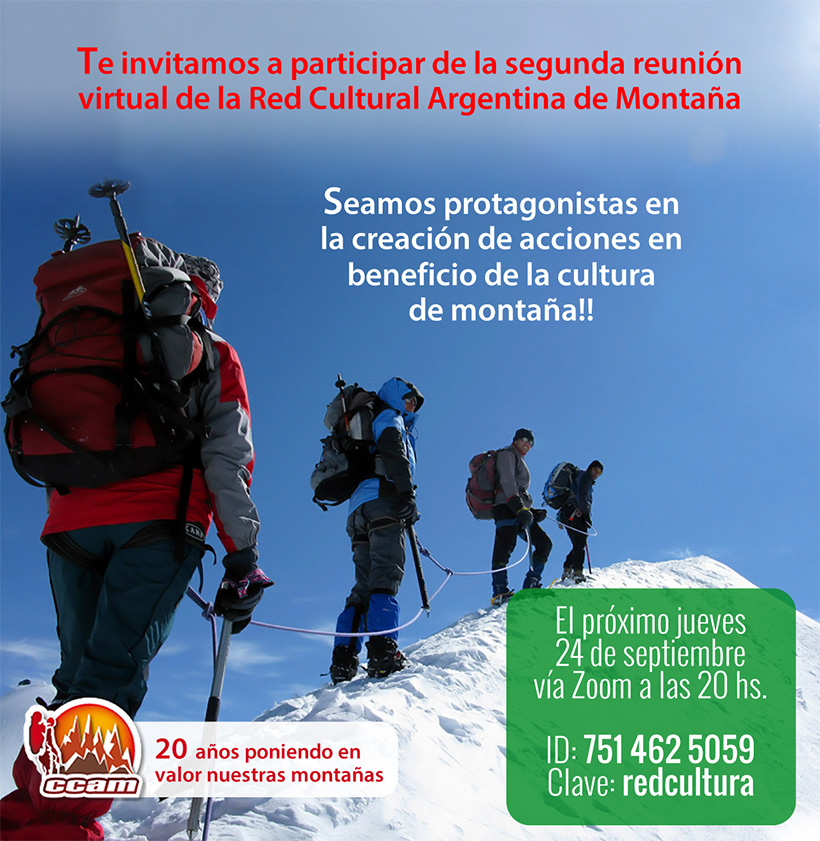 Te invitamos a participar de la segunda reunión
virtual de la Red Cultural Argentina de Montaña
Seamos protagonistas en
la creación de acciones en
beneficio de la cultura
de montaña!!
El próximo jueves
24 de septiembre
vía Zoom a las 20 hs.
ID: 751 462 5059
Clave: redcultura
ccam
20 años poniendo en
valor nuestras montañas